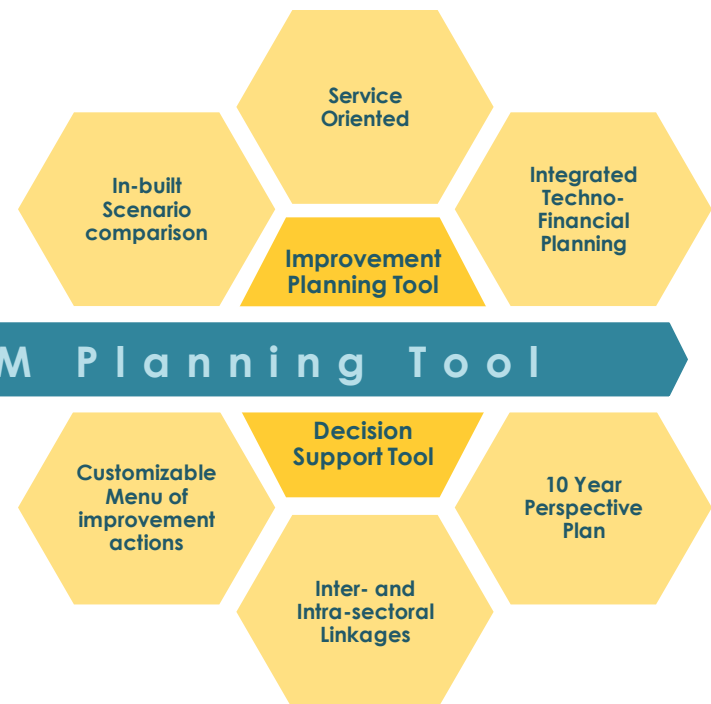 Service
Oriented
In-built
Scenario
comparison
Integrated
Techno-
Financial
Planning
Improvement
Planning Tool
M Planning Tool
Decision
Support Tool
Customizable
Menu of
improvement
actions
10 Year
Perspective
Plan
Inter- and
Intra-sectoral
Linkages